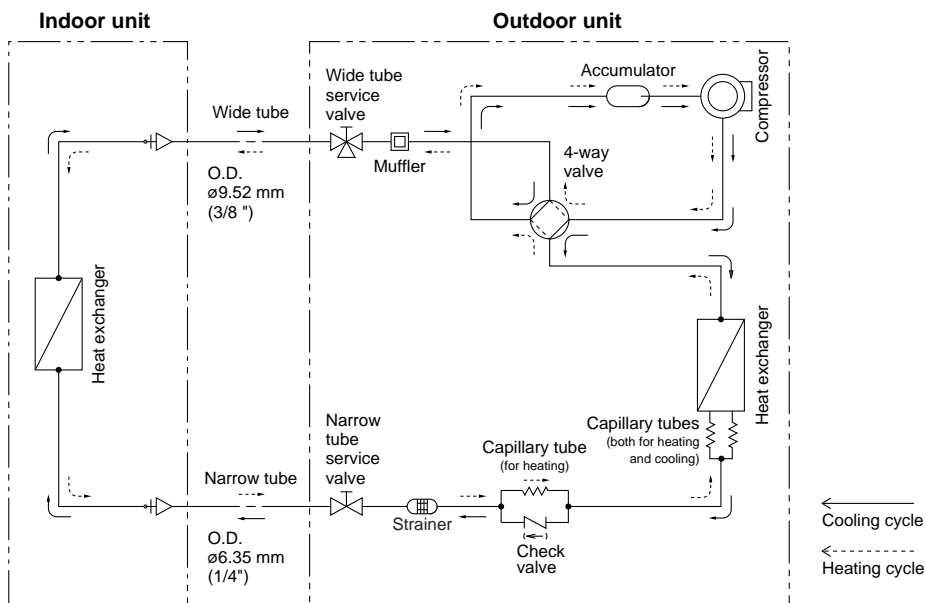 Indoor unit
Outdoor unit
Wide tube
O.D.
ø9.52 mm
(3/8 ")
Wide tube
service
valve
Muffler
Accumulator
Compressor
4-way
valve
Heat exchanger
Heat exchanger
Capillary tubes
(both for heating
and cooling)
Narrow tube
O.D.
ø6.35 mm
(1/4")
Narrow
tube
service
valve
Strainer
Capillary tube
(for heating)
Check
valve
Cooling cycle
Heating cycle